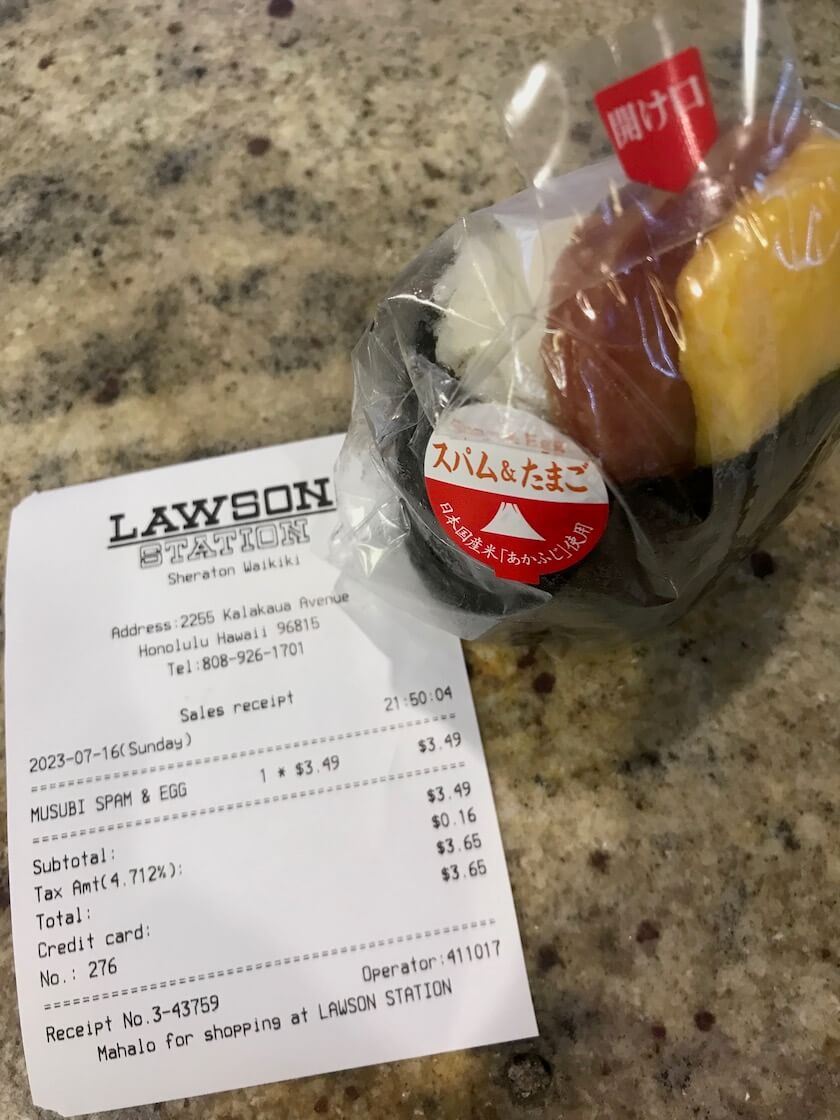 開け口
Spam & Egg
スパム&たまご
日本国産米「あかふじ」使用
LAWSON
STATION
Sheraton Waikiki
Address:2255 Kalakaua Avenue
Honolulu Hawaii 96815
Tel:808-926-1701
Sales receipt
2023-07-16(Sunday) 21:50:04
MUSUBI SPAM & EGG 1 * $3.49 $3.49
Subtotal: $3.49
Tax Amt(4.712%): $0.16
Total: $3.65
Credit card: $3.65
No.: 276
Receipt No.3-43759 Operator:411017
Mahalo for shopping at LAWSON STATION